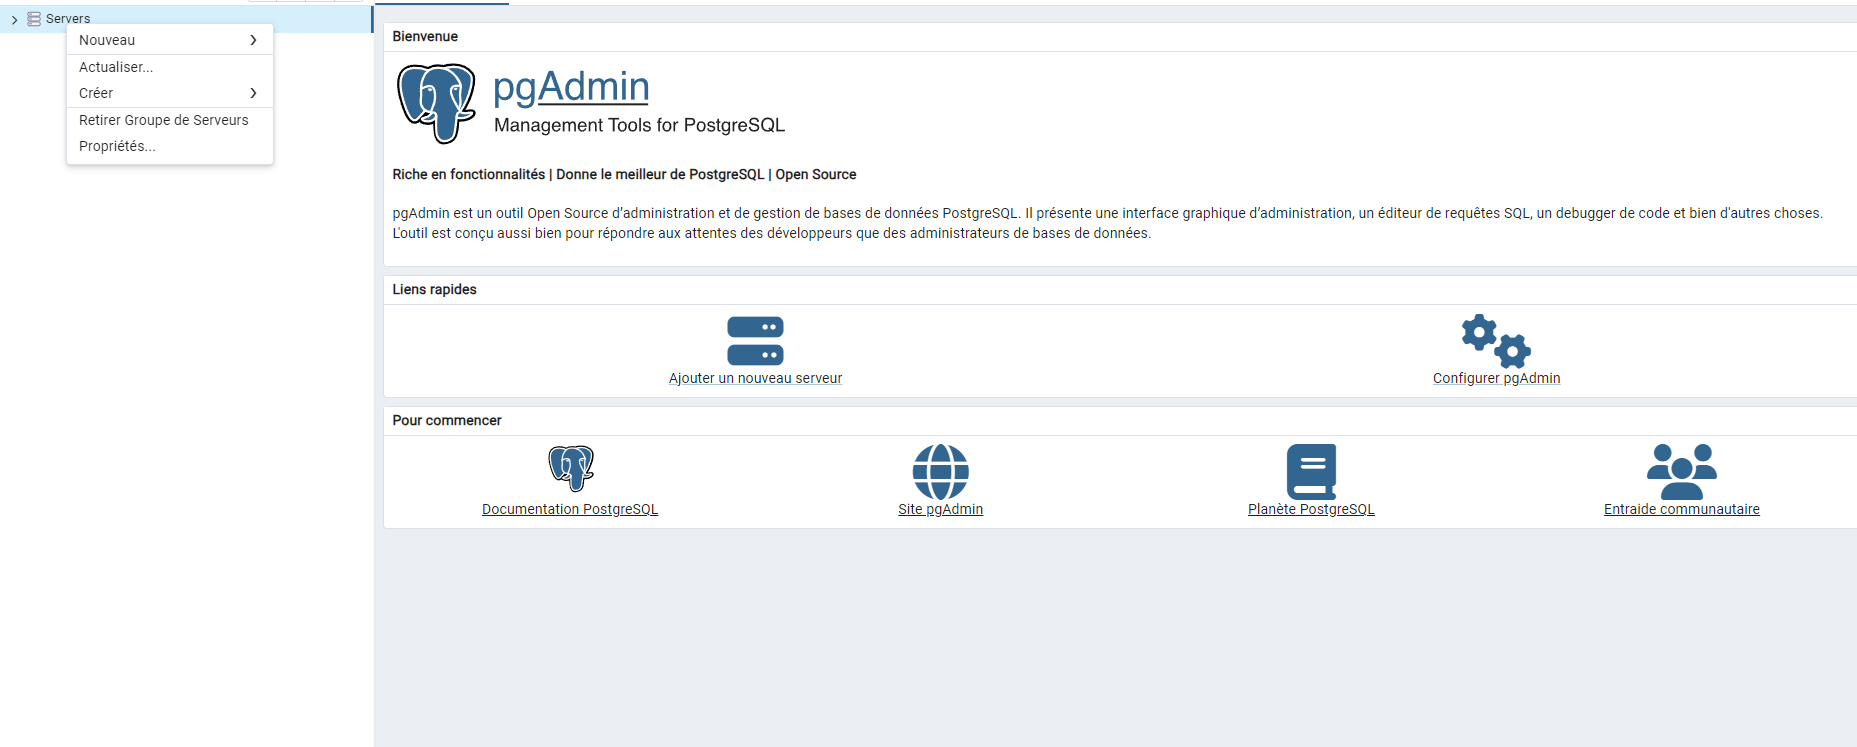 Servers
Nouveau
Actualiser...
Créer
Retirer Groupe de Serveurs
Propriétés...
Bienvenue
pgAdmin
Management Tools for PostgreSQL
Riche en fonctionnalités | Donne le meilleur de PostgreSQL | Open Source
pgAdmin est un outil Open Source d’administration et de gestion de bases de données PostgreSQL. Il présente une interface graphique d’administration, un éditeur de requêtes SQL, un debugger de code et bien d'autres choses.
L'outil est conçu aussi bien pour répondre aux attentes des développeurs que des administrateurs de bases de données.
Liens rapides
Ajouter un nouveau serveur
Configurer pgAdmin
Pour commencer
Documentation PostgreSQL
Site pgAdmin
Planète PostgreSQL
Entraide communautaire